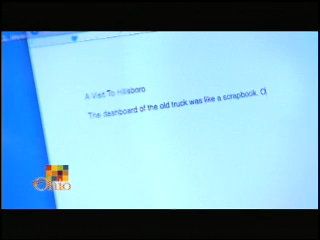 A Visit To Hillsboro
The dashboard of the old truck was like a scrapbook. O
OHIO